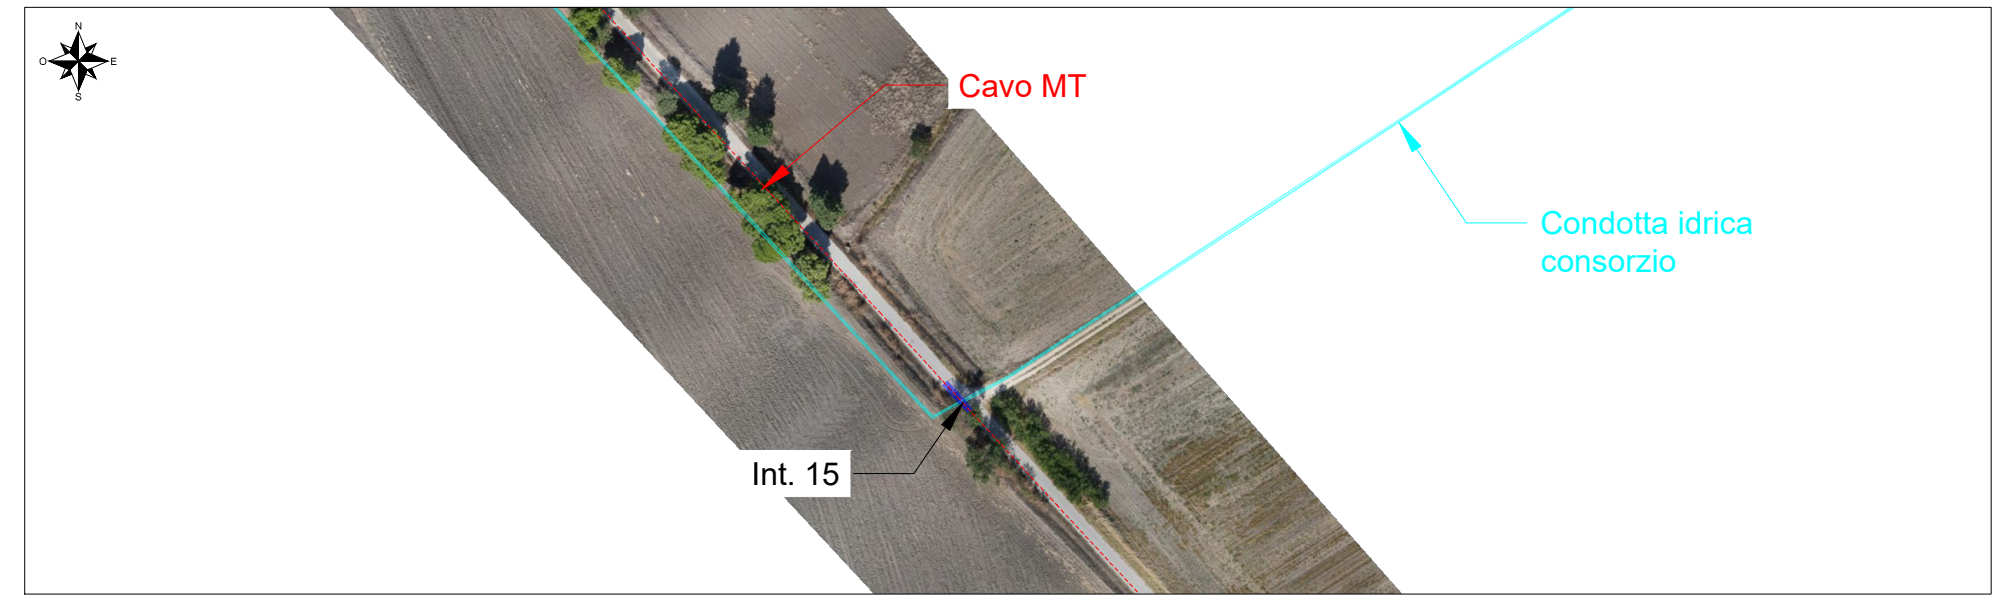 N
O
E
S
Cavo MT
Condotta idrica
consorzio
Int. 15